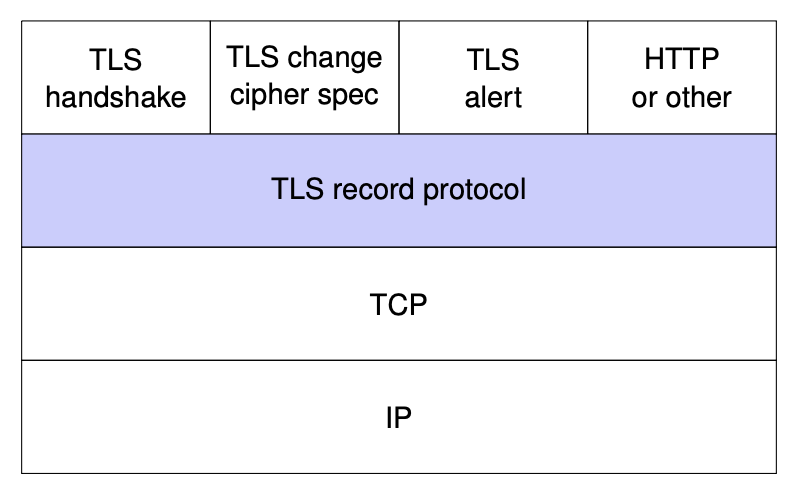 TLS
handshake
TLS change
cipher spec
TLS
alert
HTTP
or other
TLS record protocol
TCP
IP